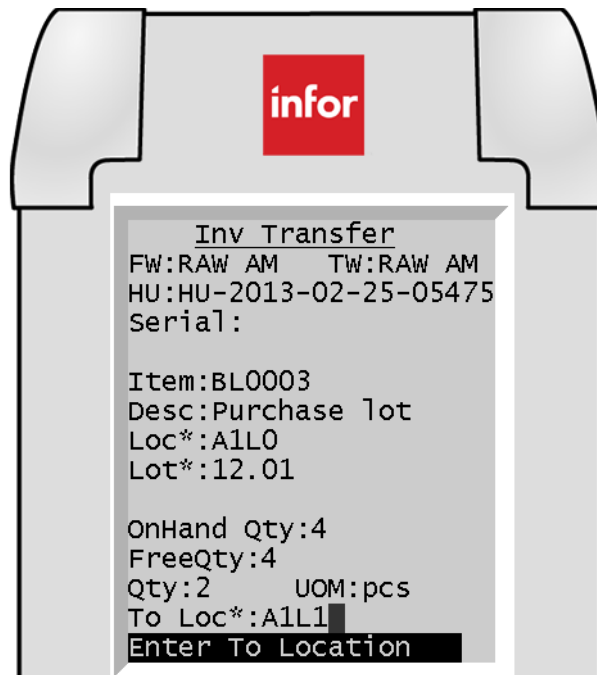 infor
Inv Transfer
FW:RAW AM TW:RAW AM
HU:HU-2013-02-25-05475
Serial:
Item:BL0003
Desc:Purchase lot
Loc*:A1L0
Lot*:12.01
OnHand Qty:4
FreeQty:4
Qty:2 UOM:pcs
To Loc*:A1L1
Enter To Location